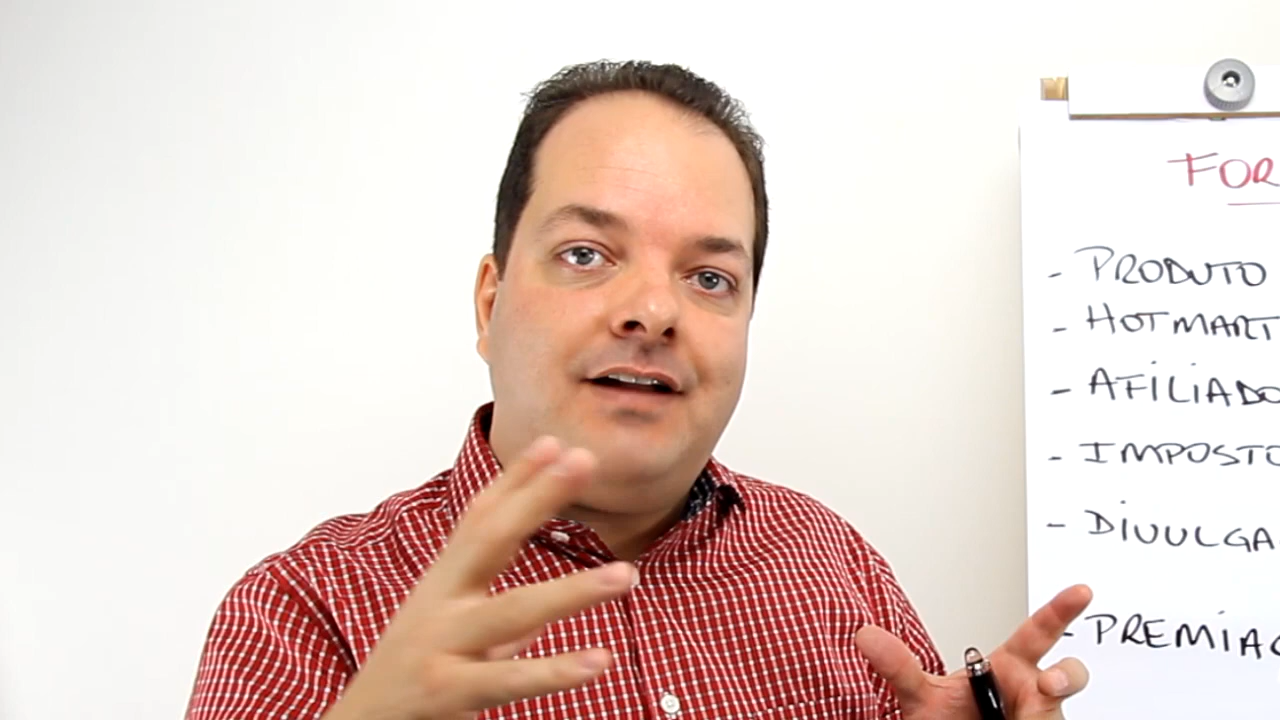 FOR
- PRODUTO
- HOTMART
- AFILIADO
- IMPOSTO
- DIVULGA
- PREMIAÇ